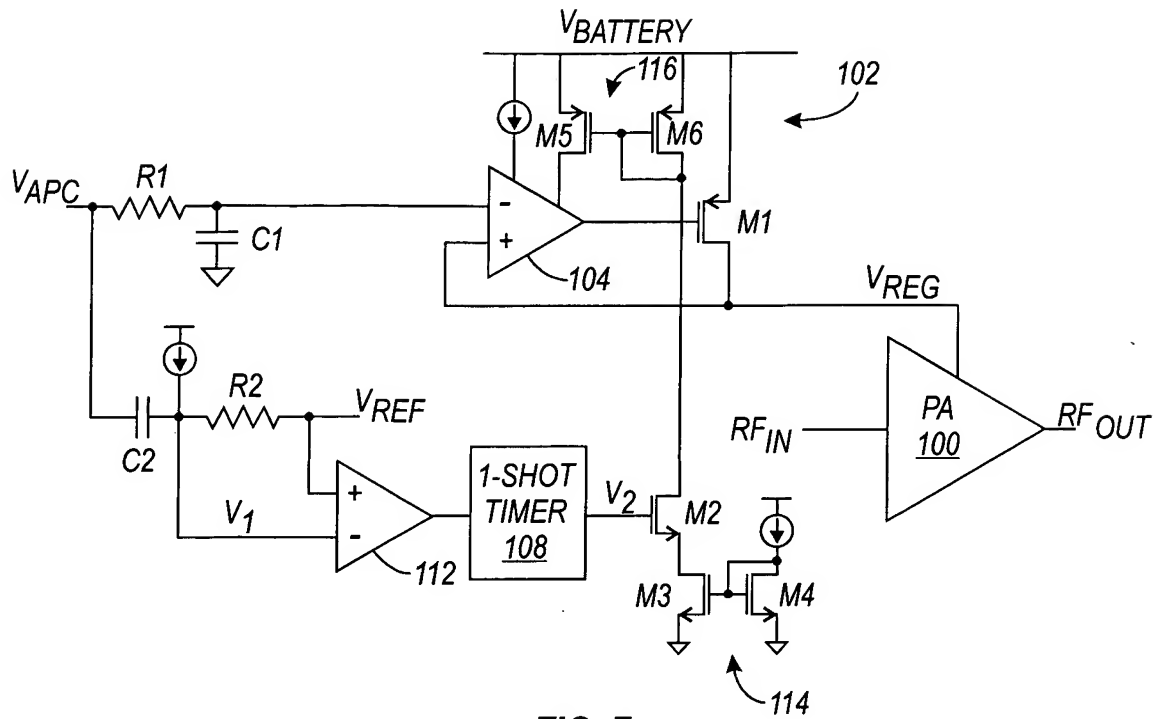 VBATTERY
116
102
M5
M6
VAPC
R1
C1
-
+
104
M1
VREG
R2
VREF
C2
V1
+
-
112
1-SHOT
TIMER
108
V2
M2
M3
M4
114
RFIN
PA
100
RFOUT